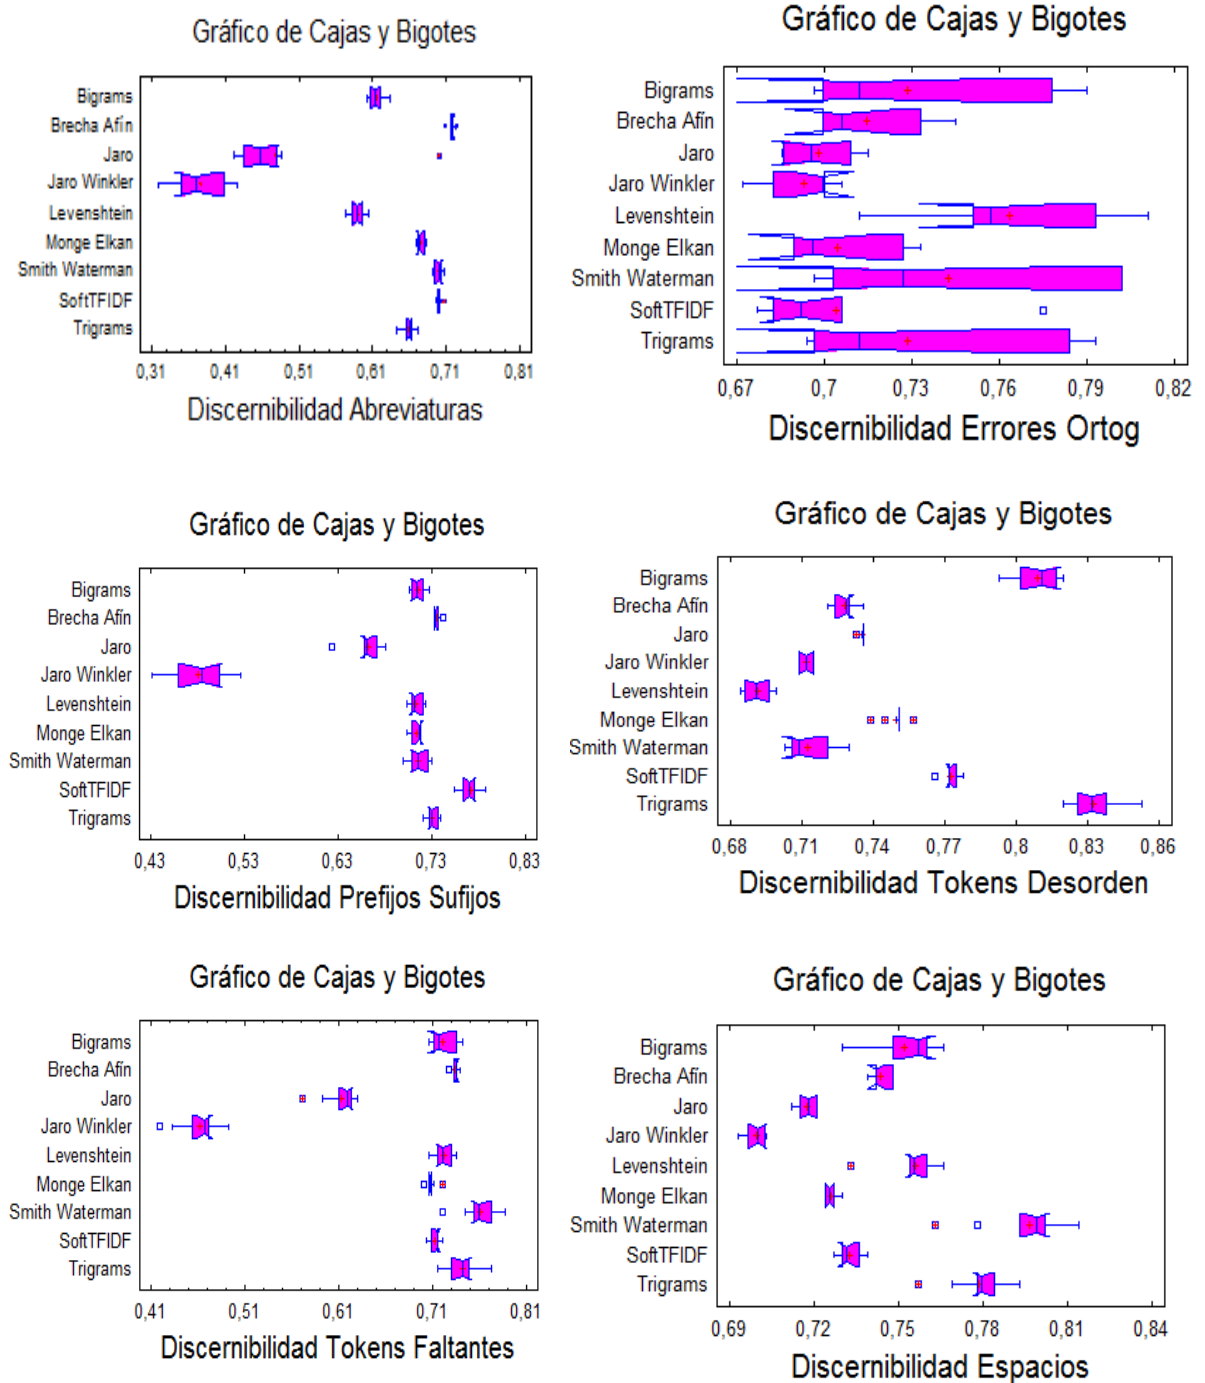 Gráfico de Cajas y Bigotes
Bigrams
Brecha Afín
Jaro
Jaro Winkler
Levenshtein
Monge Elkan
Smith Waterman
SoftTFIDF
Trigrams
0,31 0,41 0,51 0,61 0,71 0,81
Discernibilidad Abreviaturas
Gráfico de Cajas y Bigotes
Bigrams
Brecha Afín
Jaro
Jaro Winkler
Levenshtein
Monge Elkan
Smith Waterman
SoftTFIDF
Trigrams
0,67 0,7 0,73 0,76 0,79 0,82
Discernibilidad Errores Ortog
Gráfico de Cajas y Bigotes
Bigrams
Brecha Afín
Jaro
Jaro Winkler
Levenshtein
Monge Elkan
Smith Waterman
SoftTFIDF
Trigrams
0,43 0,53 0,63 0,73 0,83
Discernibilidad Prefijos Sufijos
Gráfico de Cajas y Bigotes
Bigrams
Brecha Afín
Jaro
Jaro Winkler
Levenshtein
Monge Elkan
Smith Waterman
SoftTFIDF
Trigrams
0,68 0,71 0,74 0,77 0,8 0,83 0,86
Discernibilidad Tokens Desorden
Gráfico de Cajas y Bigotes
Bigrams
Brecha Afín
Jaro
Jaro Winkler
Levenshtein
Monge Elkan
Smith Waterman
SoftTFIDF
Trigrams
0,41 0,51 0,61 0,71 0,81
Discernibilidad Tokens Faltantes
Gráfico de Cajas y Bigotes
Bigrams
Brecha Afín
Jaro
Jaro Winkler
Levenshtein
Monge Elkan
Smith Waterman
SoftTFIDF
Trigrams
0,69 0,72 0,75 0,78 0,81 0,84
Discernibilidad Espacios